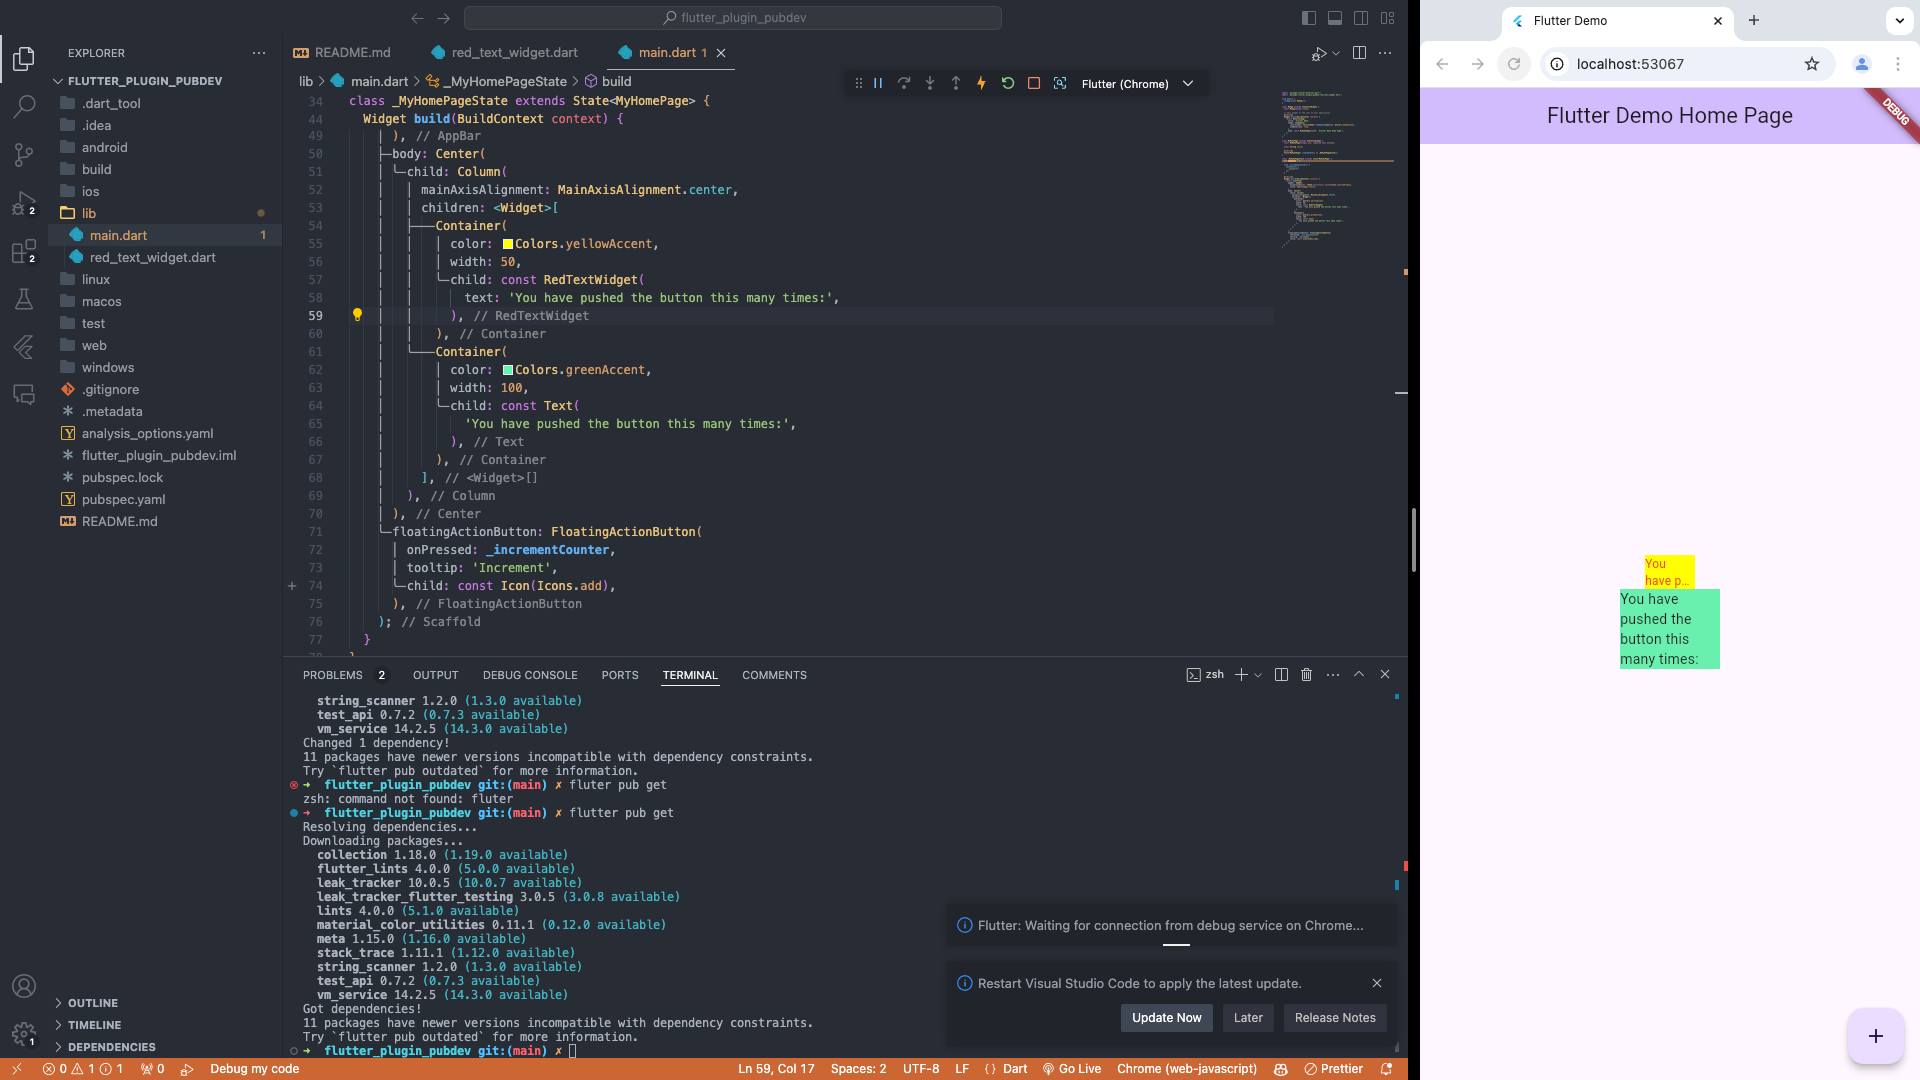 flutter_plugin_pubdev
EXPLORER
FLUTTER_PLUGIN_PUBDEV
.dart_tool
.idea
android
build
ios
lib
main.dart
1
red_text_widget.dart
linux
macos
test
web
windows
.gitignore
.metadata
analysis_options.yaml
flutter_plugin_pubdev.iml
pubspec.lock
pubspec.yaml
README.md
OUTLINE
TIMELINE
DEPENDENCIES
2
2
1
README.md
red_text_widget.dart
main.dart 1
lib > main.dart > _MyHomePageState > build
Flutter (Chrome)
34 class _MyHomePageState extends State<MyHomePage> {
44 Widget build(BuildContext context) {
49 ), // AppBar
50 body: Center(
51 child: Column(
52 mainAxisAlignment: MainAxisAlignment.center,
53 children: <Widget>[
54 Container(
55 color: Colors.yellowAccent,
56 width: 50,
57 child: const RedTextWidget(
58 text: 'You have pushed the button this many times:',
59 ), // RedTextWidget
60 ), // Container
61 Container(
62 color: Colors.greenAccent,
63 width: 100,
64 child: const Text(
65 'You have pushed the button this many times:',
66 ), // Text
67 ), // Container
68 ], // <Widget>[]
69 ), // Column
70 ), // Center
71 floatingActionButton: FloatingActionButton(
72 onPressed: _incrementCounter,
73 tooltip: 'Increment',
74 child: const Icon(Icons.add),
75 ), // FloatingActionButton
76 ); // Scaffold
77 }
PROBLEMS 2 OUTPUT DEBUG CONSOLE PORTS TERMINAL COMMENTS
zsh
string_scanner 1.2.0 (1.3.0 available)
test_api 0.7.2 (0.7.3 available)
vm_service 14.2.5 (14.3.0 available)
Changed 1 dependency!
11 packages have newer versions incompatible with dependency constraints.
Try `flutter pub outdated` for more information.
➜ flutter_plugin_pubdev git:(main) ✗ fluter pub get
zsh: command not found: fluter
➜ flutter_plugin_pubdev git:(main) ✗ flutter pub get
Resolving dependencies...
Downloading packages...
collection 1.18.0 (1.19.0 available)
flutter_lints 4.0.0 (5.0.0 available)
leak_tracker 10.0.5 (10.0.7 available)
leak_tracker_flutter_testing 3.0.5 (3.0.8 available)
lints 4.0.0 (5.1.0 available)
material_color_utilities 0.11.1 (0.12.0 available)
meta 1.15.0 (1.16.0 available)
stack_trace 1.11.1 (1.12.0 available)
string_scanner 1.2.0 (1.3.0 available)
test_api 0.7.2 (0.7.3 available)
vm_service 14.2.5 (14.3.0 available)
Got dependencies!
11 packages have newer versions incompatible with dependency constraints.
Try `flutter pub outdated` for more information.
➜ flutter_plugin_pubdev git:(main) ✗
Flutter: Waiting for connection from debug service on Chrome...
Restart Visual Studio Code to apply the latest update.
Update Now
Later
Release Notes
0 1 1 0 Debug my code
Ln 59, Col 17 Spaces: 2 UTF-8 LF {} Dart Go Live Chrome (web-javascript) Prettier
Flutter Demo
localhost:53067
Flutter Demo Home Page
DEBUG
You
have p...
You have
pushed the
button this
many times: